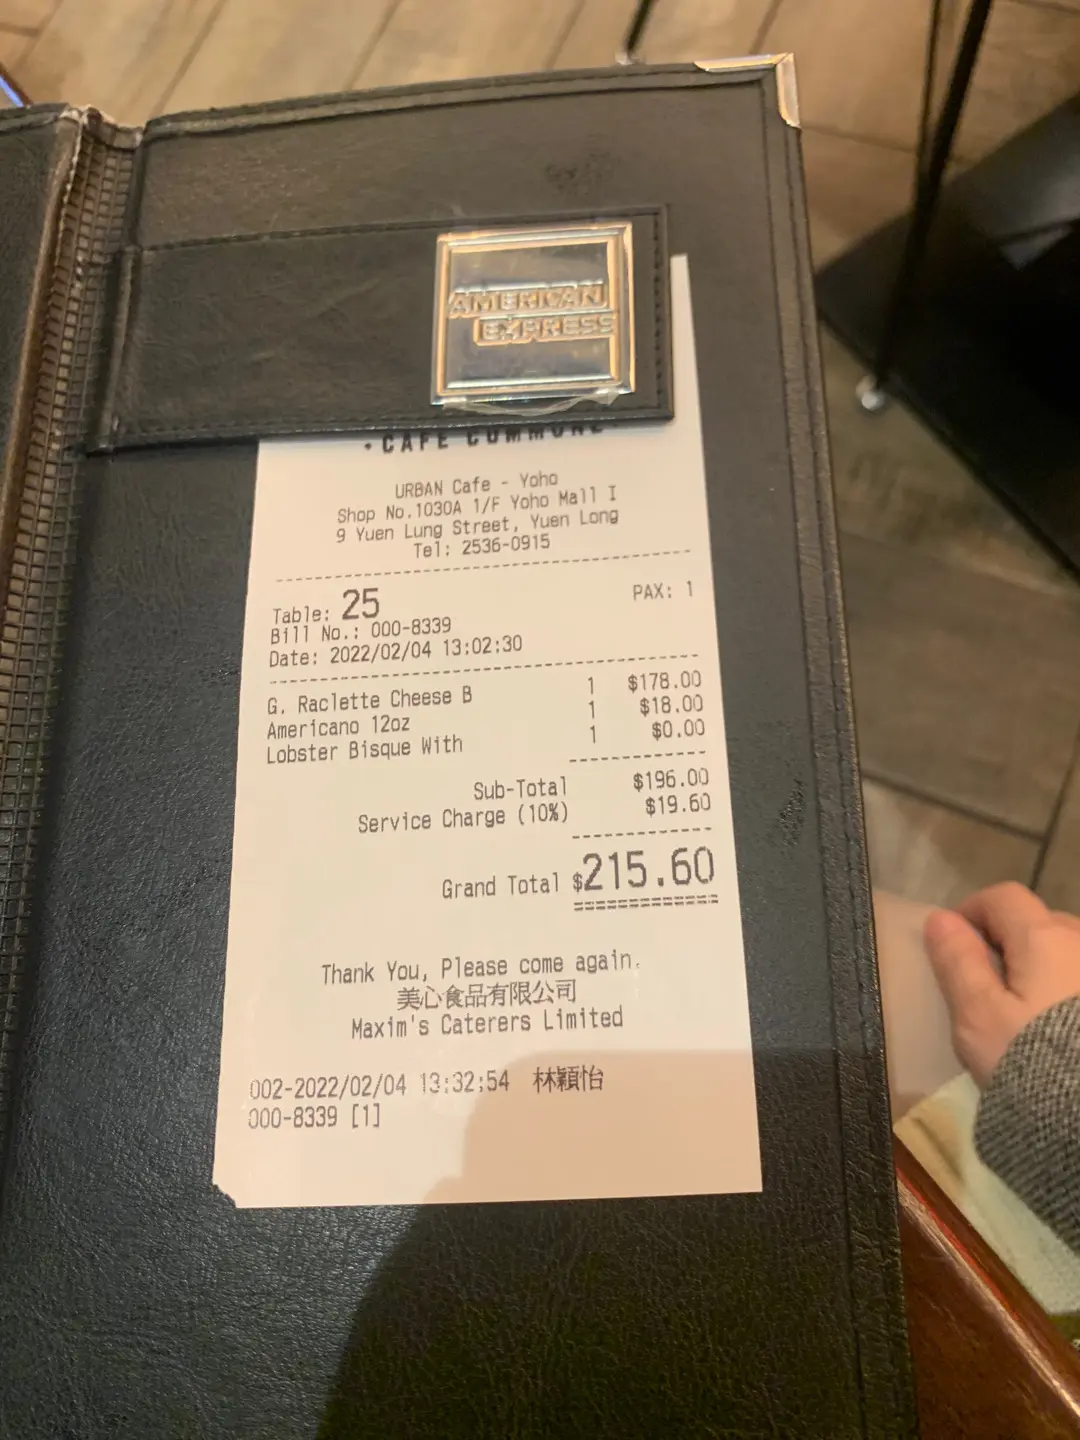 AMERICAN
EXPRESS
• CAFE
URBAN Cafe - Yoho
Shop No.1030A 1/F Yoho Mall I
9 Yuen Lung Street, Yuen Long
Tel: 2536-0915
Table: 25 PAX: 1
Bill No.: 000-8339
Date: 2022/02/04 13:02:30
G. Raclette Cheese B 1 $178.00
Americano 12oz 1 $18.00
Lobster Bisque With 1 $0.00
Sub-Total $196.00
Service Charge (10%) $19.60
Grand Total $215.60
Thank You, Please come again.
美心食品有限公司
Maxim's Caterers Limited
002-2022/02/04 13:32:54 林穎怡
000-8339 [1]